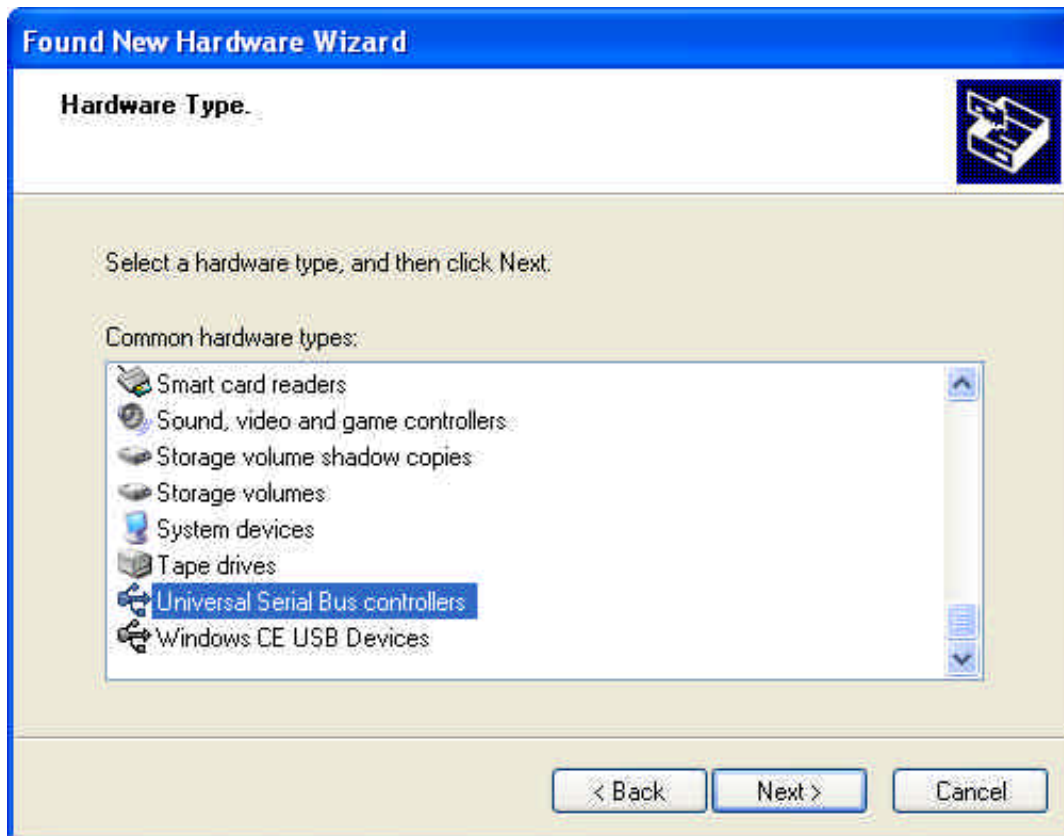 Found New Hardware Wizard
Hardware Type.
Select a hardware type, and then click Next.
Common hardware types:
Smart card readers
Sound, video and game controllers
Storage volume shadow copies
Storage volumes
System devices
Tape drives
Universal Serial Bus controllers
Windows CE USB Devices
< Back Next > Cancel